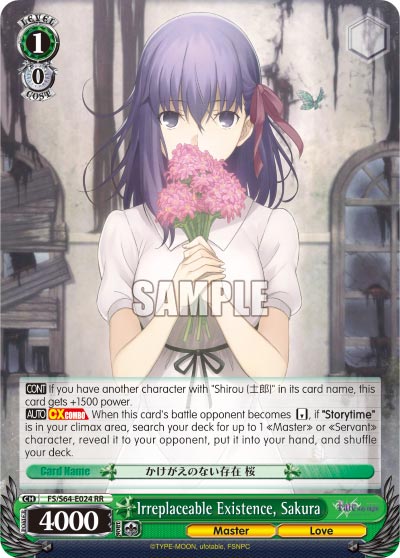 LEVEL
1
0
COST
SAMPLE
CONT If you have another character with "Shirou (士郎)" in its card name, this
card gets +1500 power.
AUTO CX COMBO When this card's battle opponent becomes [ ], if "Storytime"
is in your climax area, search your deck for up to 1 «Master» or «Servant»
character, reveal it to your opponent, put it into your hand, and shuffle
your deck.
Card Name かけがえのない存在 桜
CH FS/S64-E024 RR
Irreplaceable Existence, Sakura
POWER 4000
Master Love
©TYPE-MOON, ufotable, FSNPC